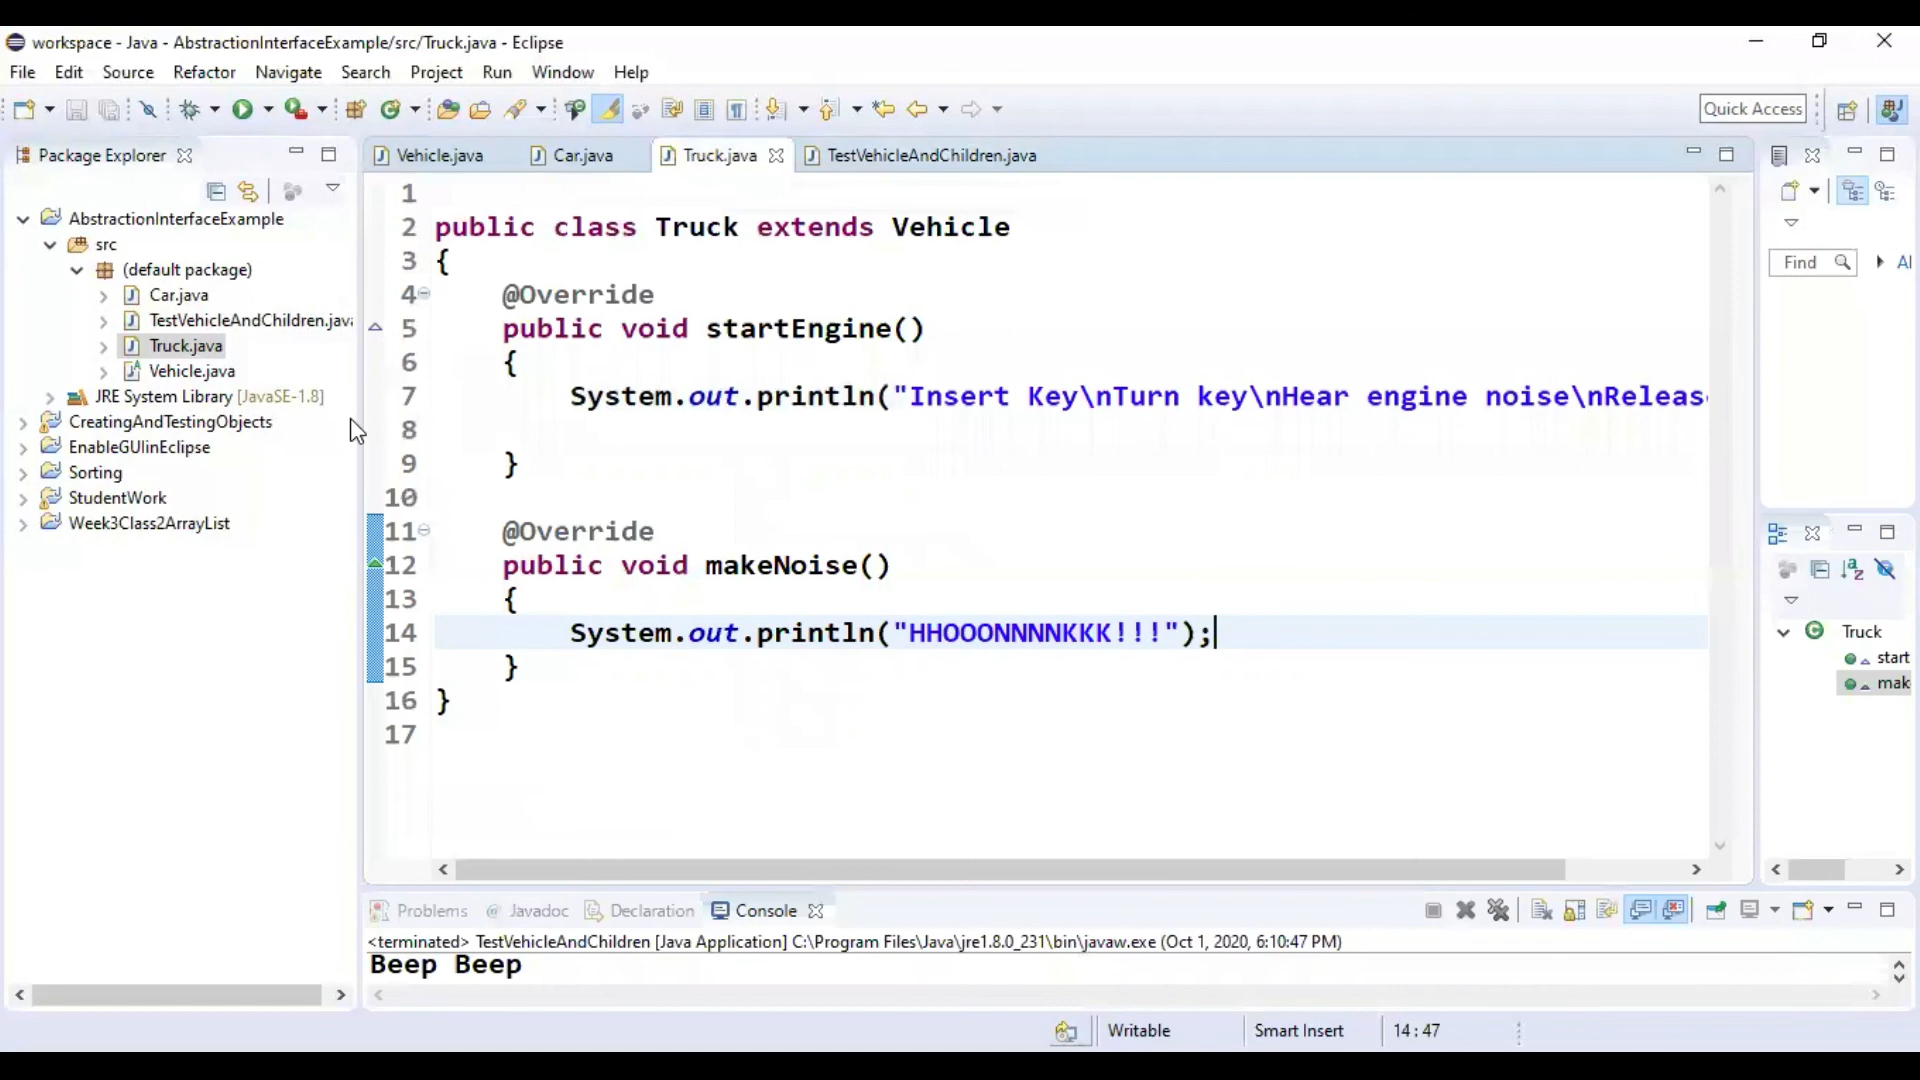 workspace - Java - AbstractionInterfaceExample/src/Truck.java - Eclipse
File Edit Source Refactor Navigate Search Project Run Window Help
Quick Access
Package Explorer
AbstractionInterfaceExample
src
(default package)
Car.java
TestVehicleAndChildren.java
Truck.java
Vehicle.java
JRE System Library [JavaSE-1.8]
CreatingAndTestingObjects
EnableGUIinEclipse
Sorting
StudentWork
Week3Class2ArrayList
Vehicle.java Car.java Truck.java TestVehicleAndChildren.java
1
2 public class Truck extends Vehicle
3 {
4 @Override
5 public void startEngine()
6 {
7 System.out.println("Insert Key\nTurn key\nHear engine noise\nReleas
8
9 }
10
11 @Override
12 public void makeNoise()
13 {
14 System.out.println("HHOOONNNNKKK!!!");
15 }
16 }
17
Find Al
Truck
start
mak
Problems @ Javadoc Declaration Console
<terminated> TestVehicleAndChildren [Java Application] C:\Program Files\Java\jre1.8.0_231\bin\javaw.exe (Oct 1, 2020, 6:10:47 PM)
Beep Beep
Writable Smart Insert 14 : 47